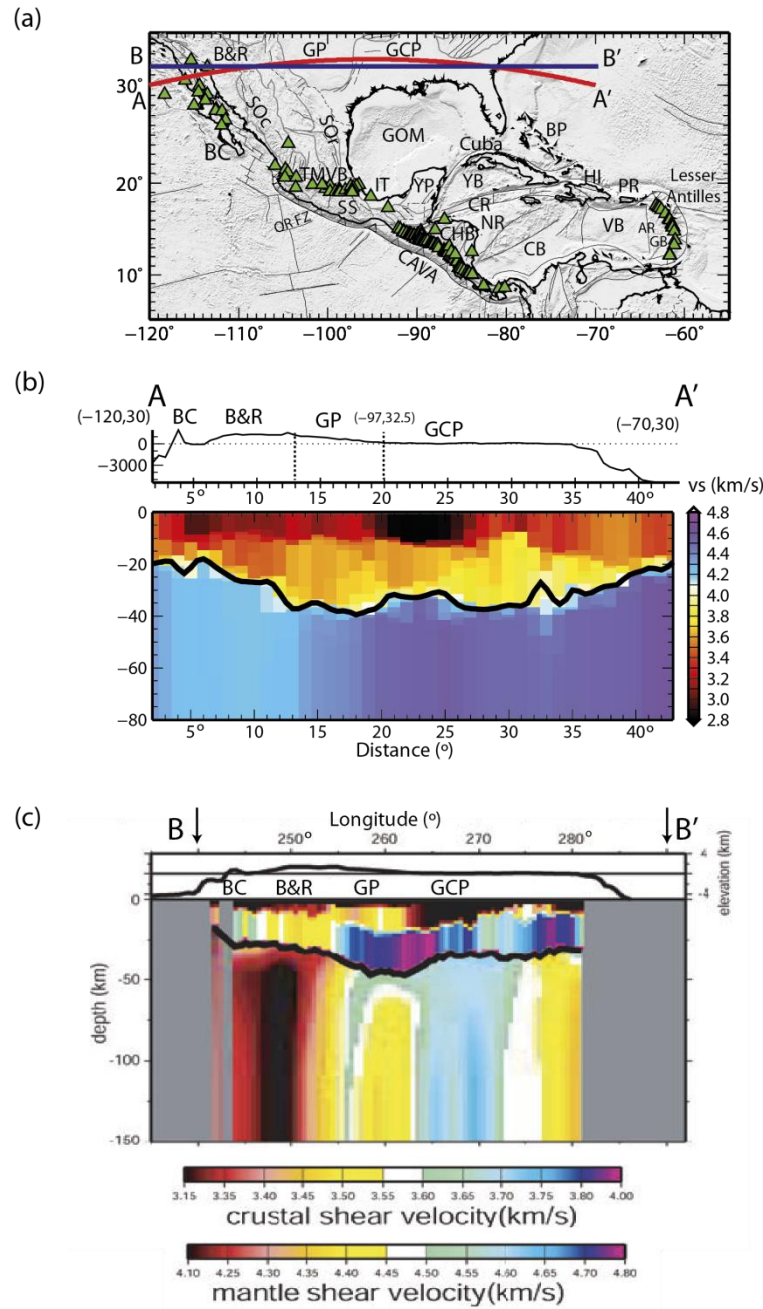 (a)
B B&R GP GCP B'
30°
A A'
SOc SOr
BC GOM Cuba BP
20° TMVB IT YP YB HI PR Lesser
Antilles
SS CR
OR FZ CHB NR VB AR
GB
CAVA CB
10°
−120° −110° −100° −90° −80° −70° −60°
(b)
A A'
(−120,30) BC B&R GP (−97,32.5) GCP (−70,30)
0
−3000
5° 10 15 20 25 30 35 40°
vs (km/s)
0 4.8
4.6
−20 4.4
4.2
4.0
−40 3.8
3.6
3.4
−60 3.2
3.0
−80 2.8
5° 10 15 20 25 30 35 40°
Distance (°)
(c)
B Longitude (°) B'
250° 260° 270° 280°
4
BC B&R GP GCP -4
elevation (km)
0
-50
depth (km)
-100
-150
3.15 3.35 3.45 3.50 3.55 3.60 3.65 3.70 3.75 3.80 4.00
crustal shear velocity(km/s)
4.10 4.25 4.35 4.40 4.45 4.50 4.55 4.60 4.65 4.70 4.80
mantle shear velocity(km/s)